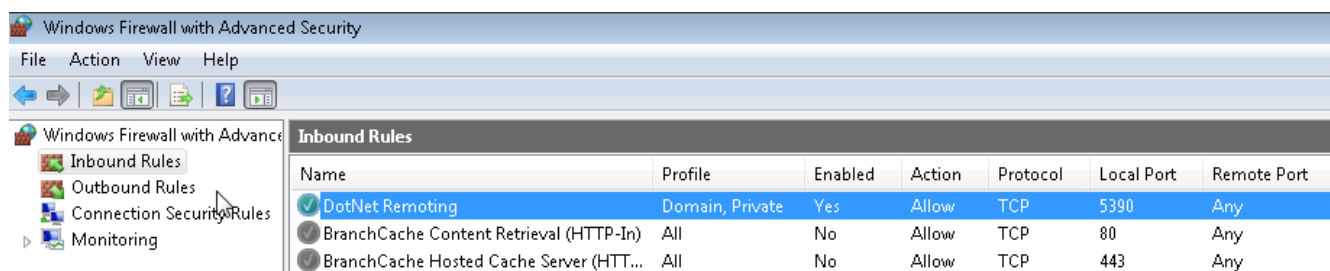 Windows Firewall with Advanced Security
File Action View Help
Windows Firewall with Advance
Inbound Rules
Outbound Rules
Connection Security Rules
Monitoring
Inbound Rules
Name Profile Enabled Action Protocol Local Port Remote Port
DotNet Remoting Domain, Private Yes Allow TCP 5390 Any
BranchCache Content Retrieval (HTTP-In) All No Allow TCP 80 Any
BranchCache Hosted Cache Server (HTT... All No Allow TCP 443 Any